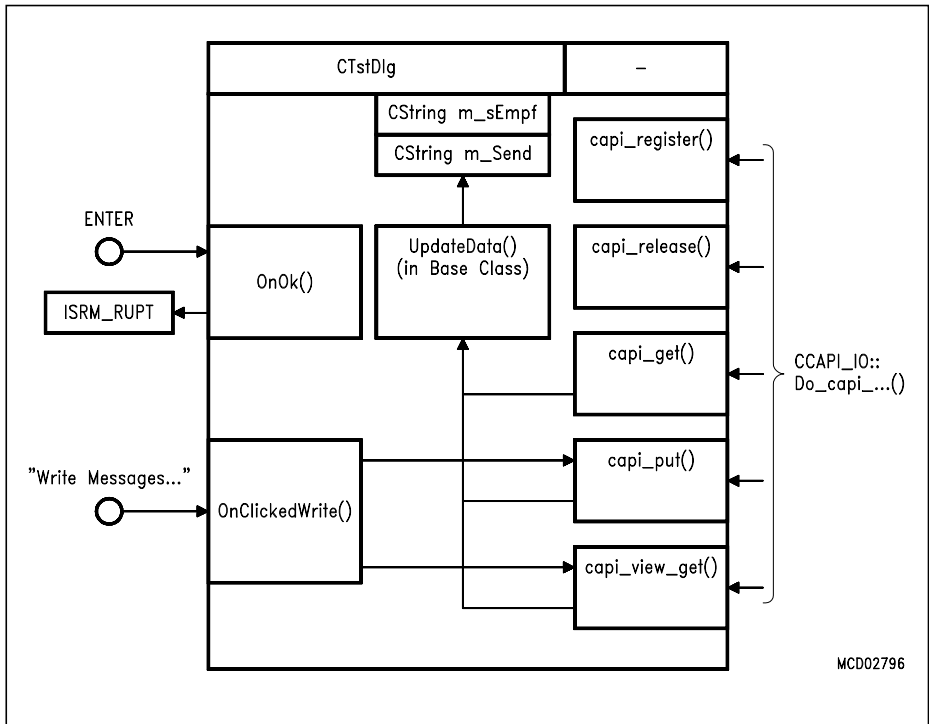 CTstDlg
–
CString m_sEmpf
CString m_Send
capi_register()
ENTER
OnOk()
UpdateData()
(in Base Class)
capi_release()
ISRM_RUPT
capi_get()
CCAPI_IO::
Do_capi_...()
"Write Messages..."
OnClickedWrite()
capi_put()
capi_view_get()
MCD02796